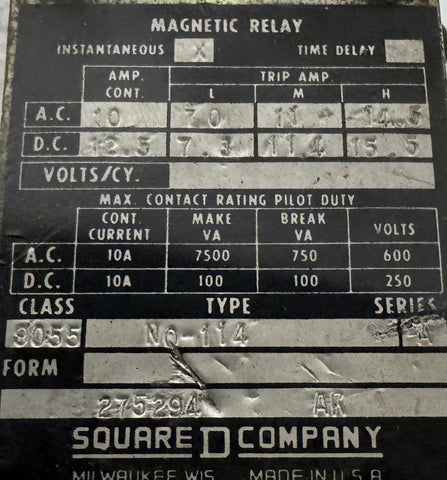 MAGNETIC RELAY
INSTANTANEOUS X TIME DELAY
AMP. CONT. TRIP AMP.
L M H
A.C. 10 7.0 11 14.5
D.C. 12.5 7.3 11.4 15.5
VOLTS/CY.
MAX. CONTACT RATING PILOT DUTY
CONT. CURRENT MAKE VA BREAK VA VOLTS
A.C. 10A 7500 750 600
D.C. 10A 100 100 250
CLASS TYPE SERIES
9055 NO-114
FORM
275294 AR
SQUARE D COMPANY
MILWAUKEE WIS. MADE IN U.S.A.